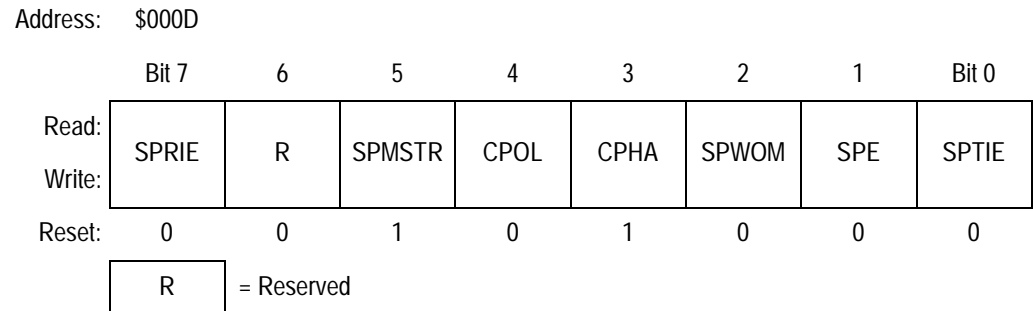 Address: $000D
Bit 7 6 5 4 3 2 1 Bit 0
Read:
SPRIE R SPMSTR CPOL CPHA SPWOM SPE SPTIE
Write:
Reset: 0 0 1 0 1 0 0 0
R = Reserved